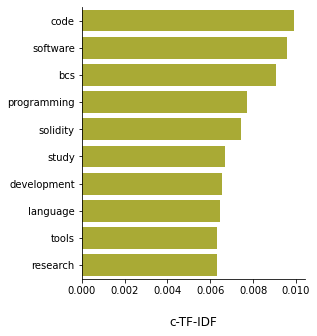 code
software
bcs
programming
solidity
study
development
language
tools
research
0.000 0.002 0.004 0.006 0.008 0.010
c-TF-IDF